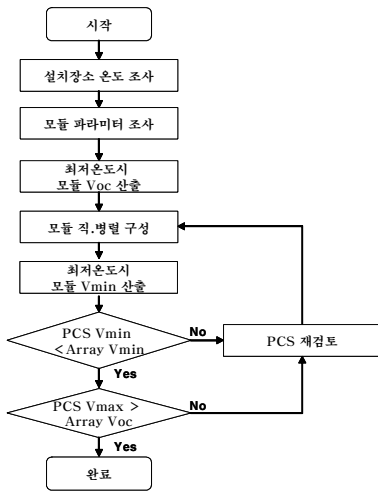 시작
설치장소 온도 조사
모듈 파라미터 조사
최저온도시
모듈 Voc 산출
모듈 직.병렬 구성
최저온도시
모듈 Vmin 산출
PCS Vmin
<Array Vmin
No
PCS 재검토
Yes
PCS Vmax >
Array Voc
No
Yes
완료